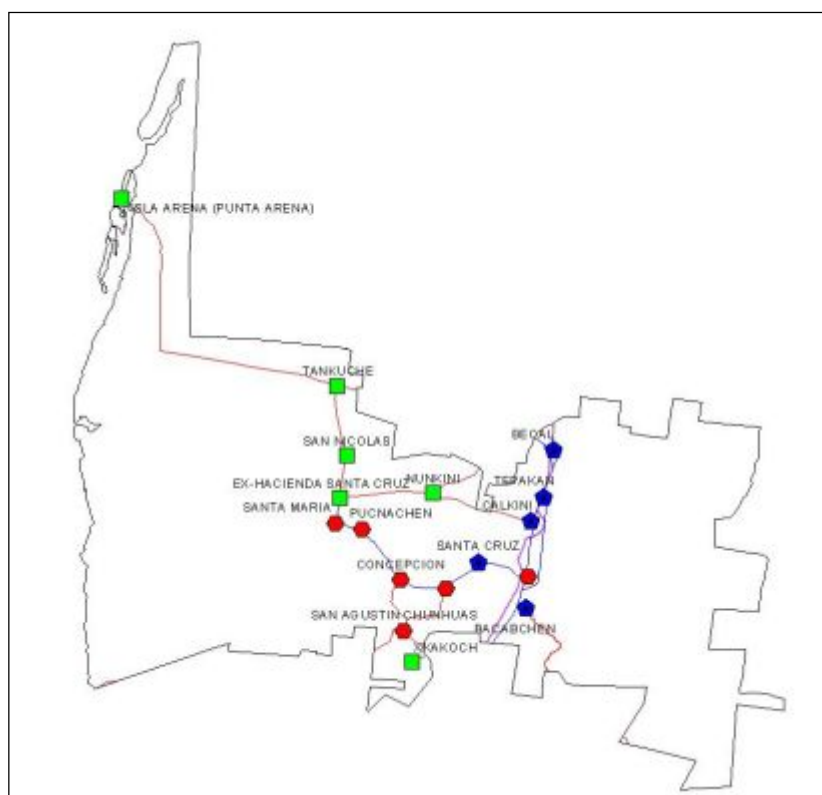 ISLA ARENA (PUNTA ARENA)
TANKUCHE
SAN NICOLAS
BECAL
EX-HACIENDA SANTA CRUZ
NUNKINI
TEPAKAN
SANTA MARIA
PUCNACHEN
CALKINI
SANTA CRUZ
CONCEPCION
SAN AGUSTIN CHUNHUAS
BACABCHEN
XKAKOCH